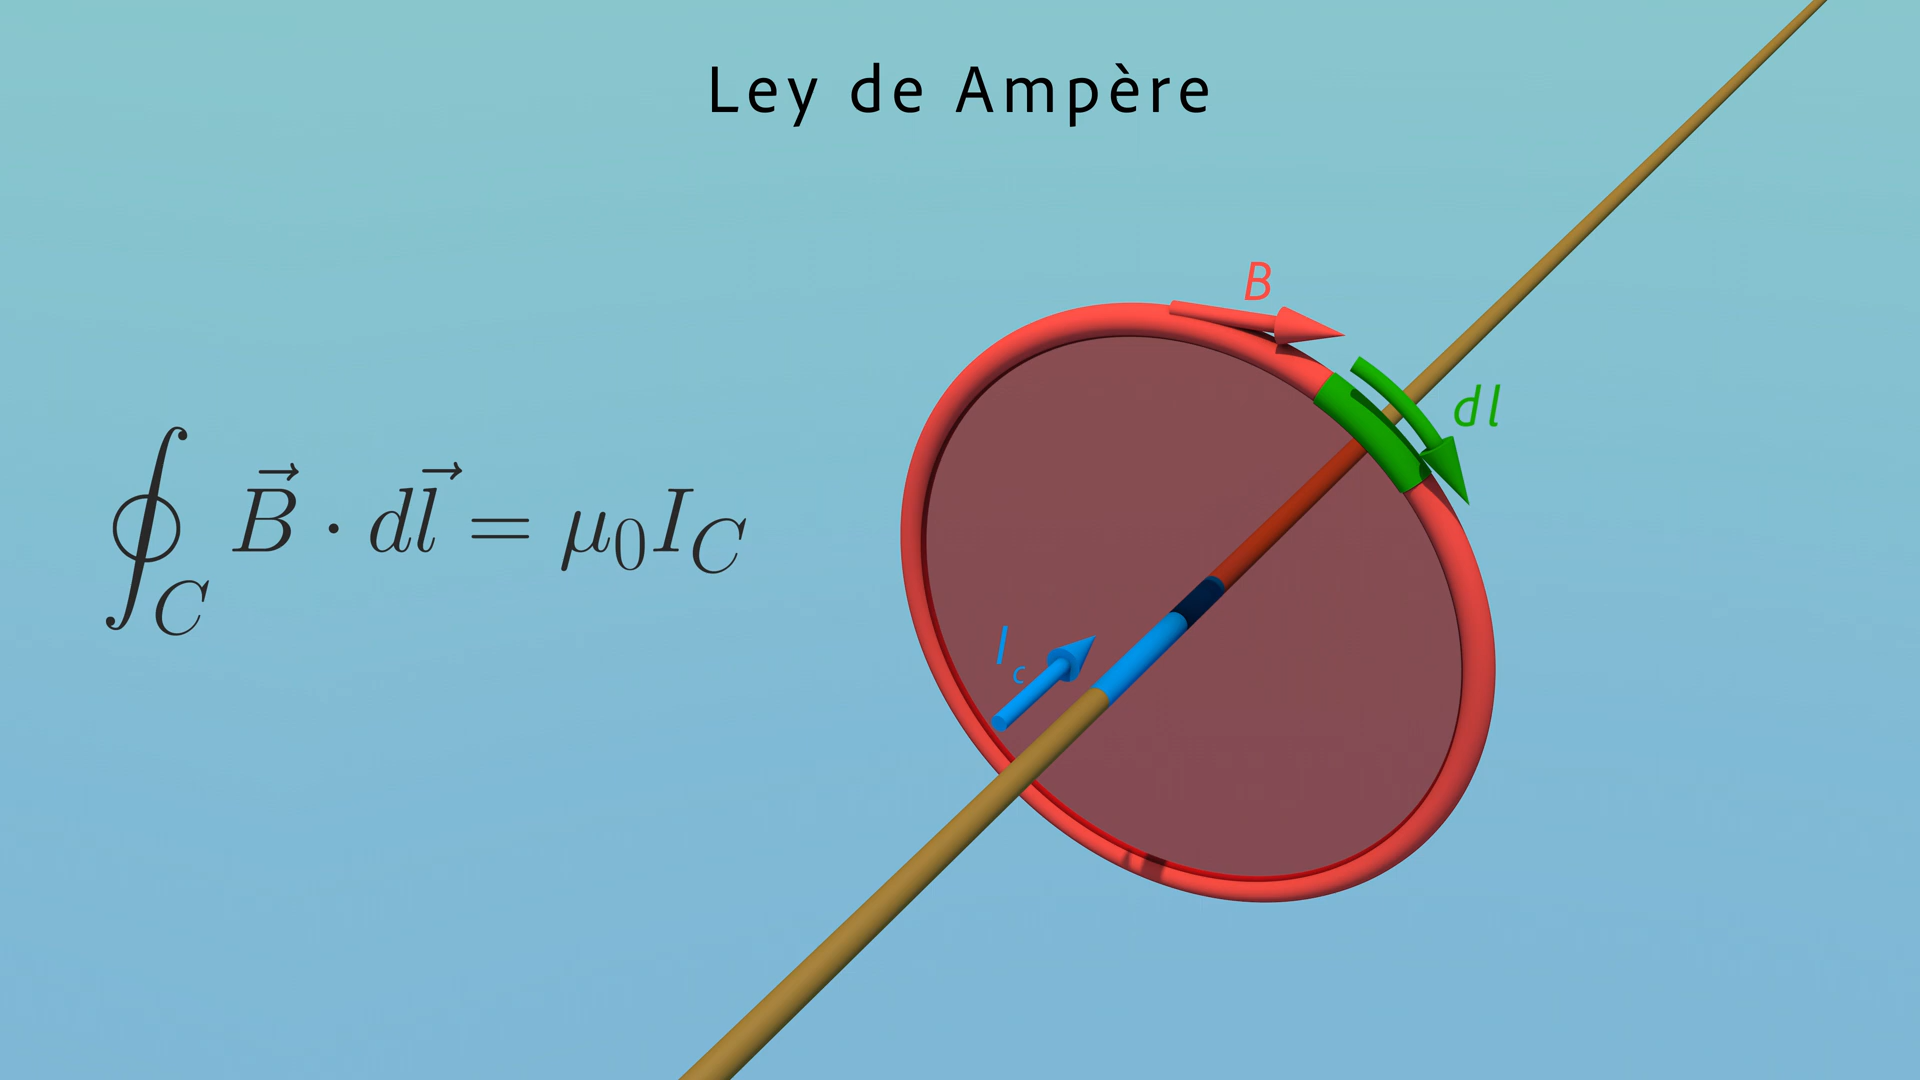 Ley de Ampère
B
dl
∮_C B⃗ · dl⃗ = μ₀I_C
I_c